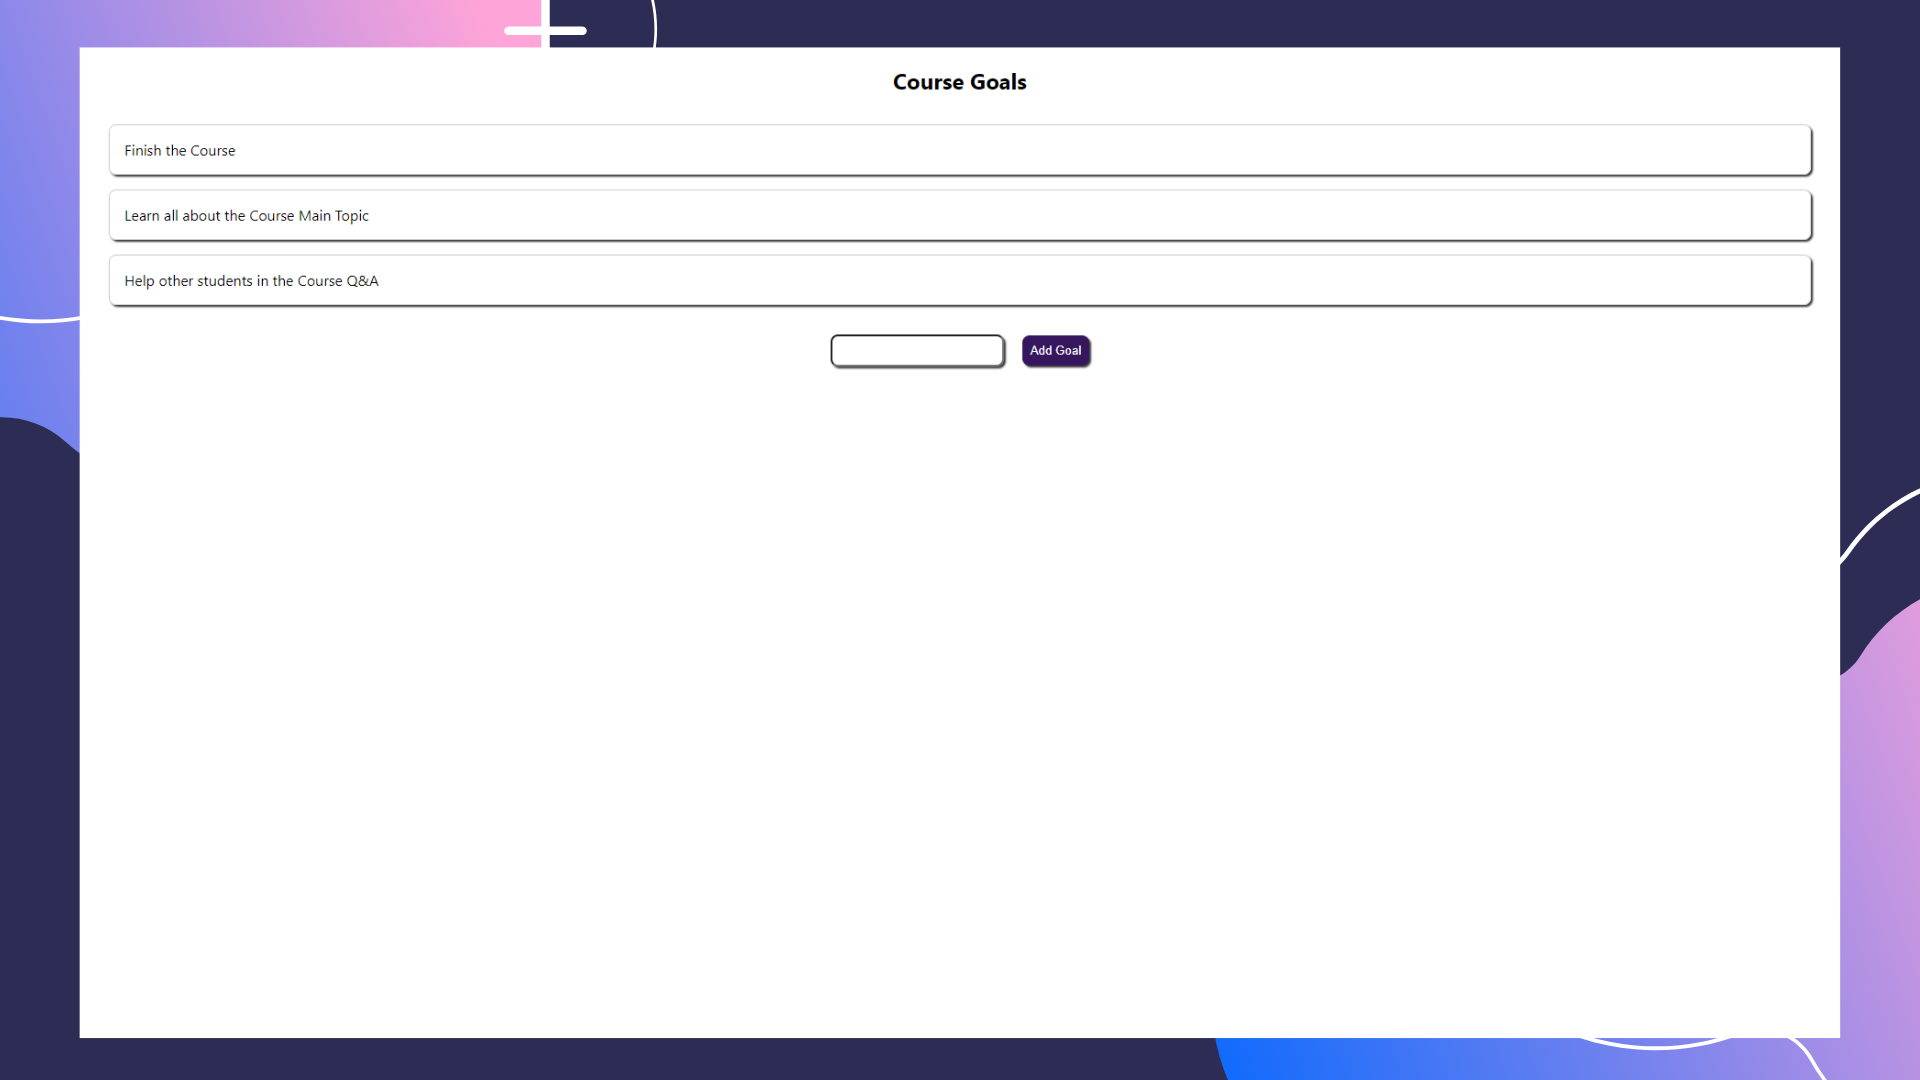 Course Goals
Finish the Course
Learn all about the Course Main Topic
Help other students in the Course Q&A
Add Goal